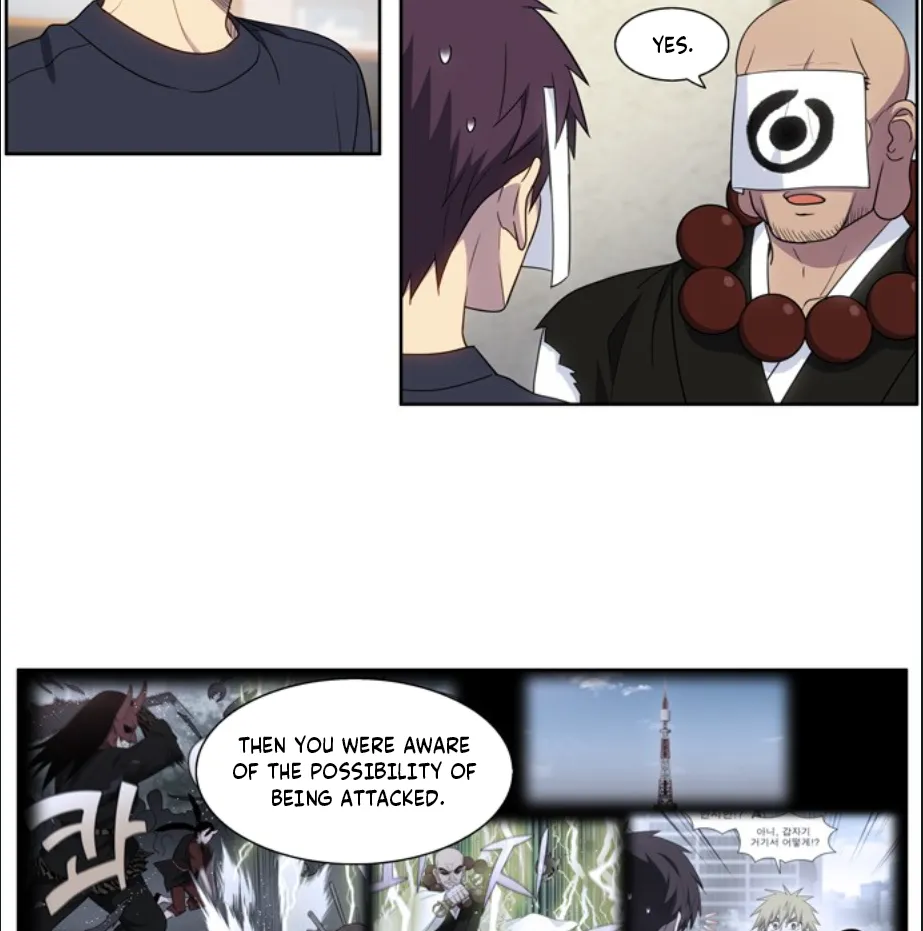 YES.
THEN YOU WERE AWARE
OF THE POSSIBILITY OF
BEING ATTACKED.
콰
아니, 갑자기
거기서 어떻게!?